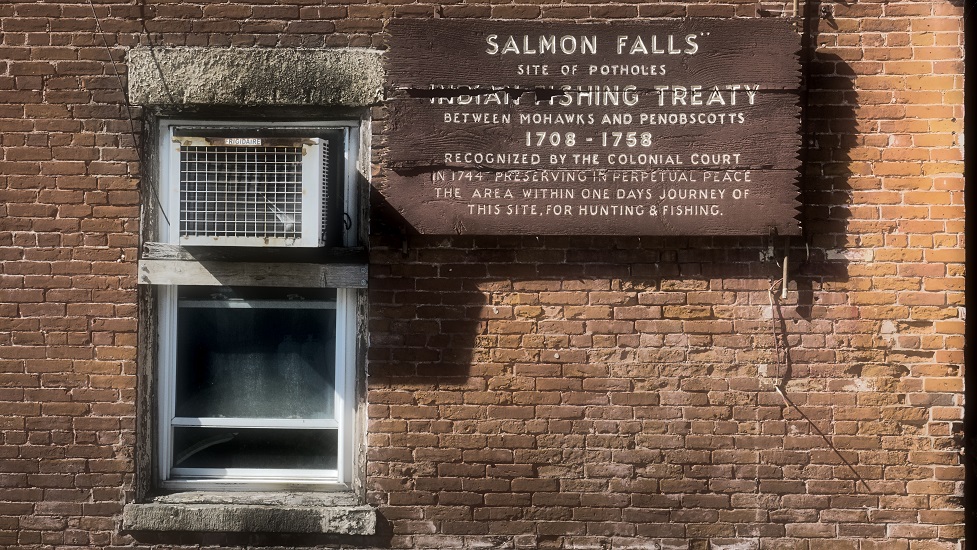 FRIGIDAIRE
SALMON FALLS"
SITE OF POTHOLES
INDIAN FISHING TREATY
BETWEEN MOHAWKS AND PENOBSCOTTS
1708 - 1758
RECOGNIZED BY THE COLONIAL COURT
IN 1744 PRESERVING IN PERPETUAL PEACE
THE AREA WITHIN ONE DAYS JOURNEY OF
THIS SITE, FOR HUNTING & FISHING.